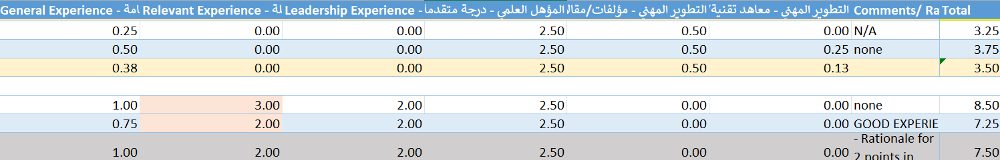 General Experience - امة Relevant Experience - لة Leadership Experience - المؤهل العلمي - درجة متقدما التطوير المهني - مؤلفات/مقال التطوير المهني - معاهد تقنية Comments/ Ra Total
0.25 0.00 0.00 2.50 0.50 0.00 N/A 3.25
0.50 0.00 0.00 2.50 0.50 0.25 none 3.75
0.38 0.00 0.00 2.50 0.50 0.13 3.50
1.00 3.00 2.00 2.50 0.00 0.00 none 8.50
0.75 2.00 2.00 2.50 0.00 0.00 GOOD EXPERIE 7.25
- Rationale for
1.00 2.00 2.00 2.50 0.00 0.00 2 points in 7.50